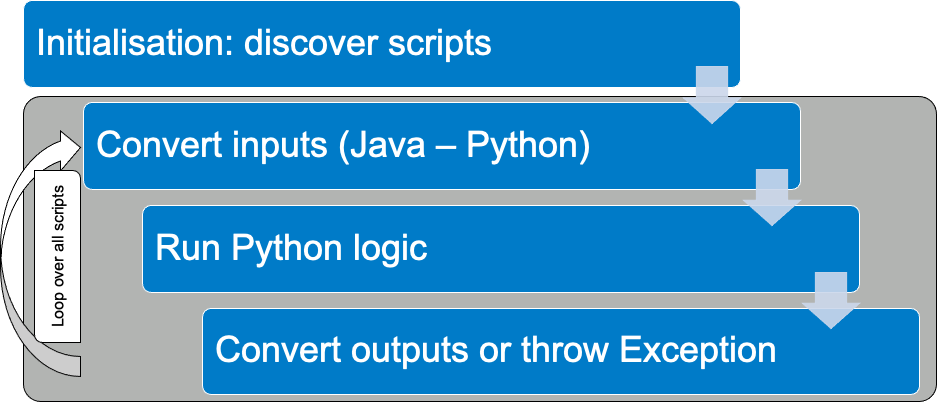 Initialisation: discover scripts
Convert inputs (Java – Python)
Loop over all scripts
Run Python logic
Convert outputs or throw Exception